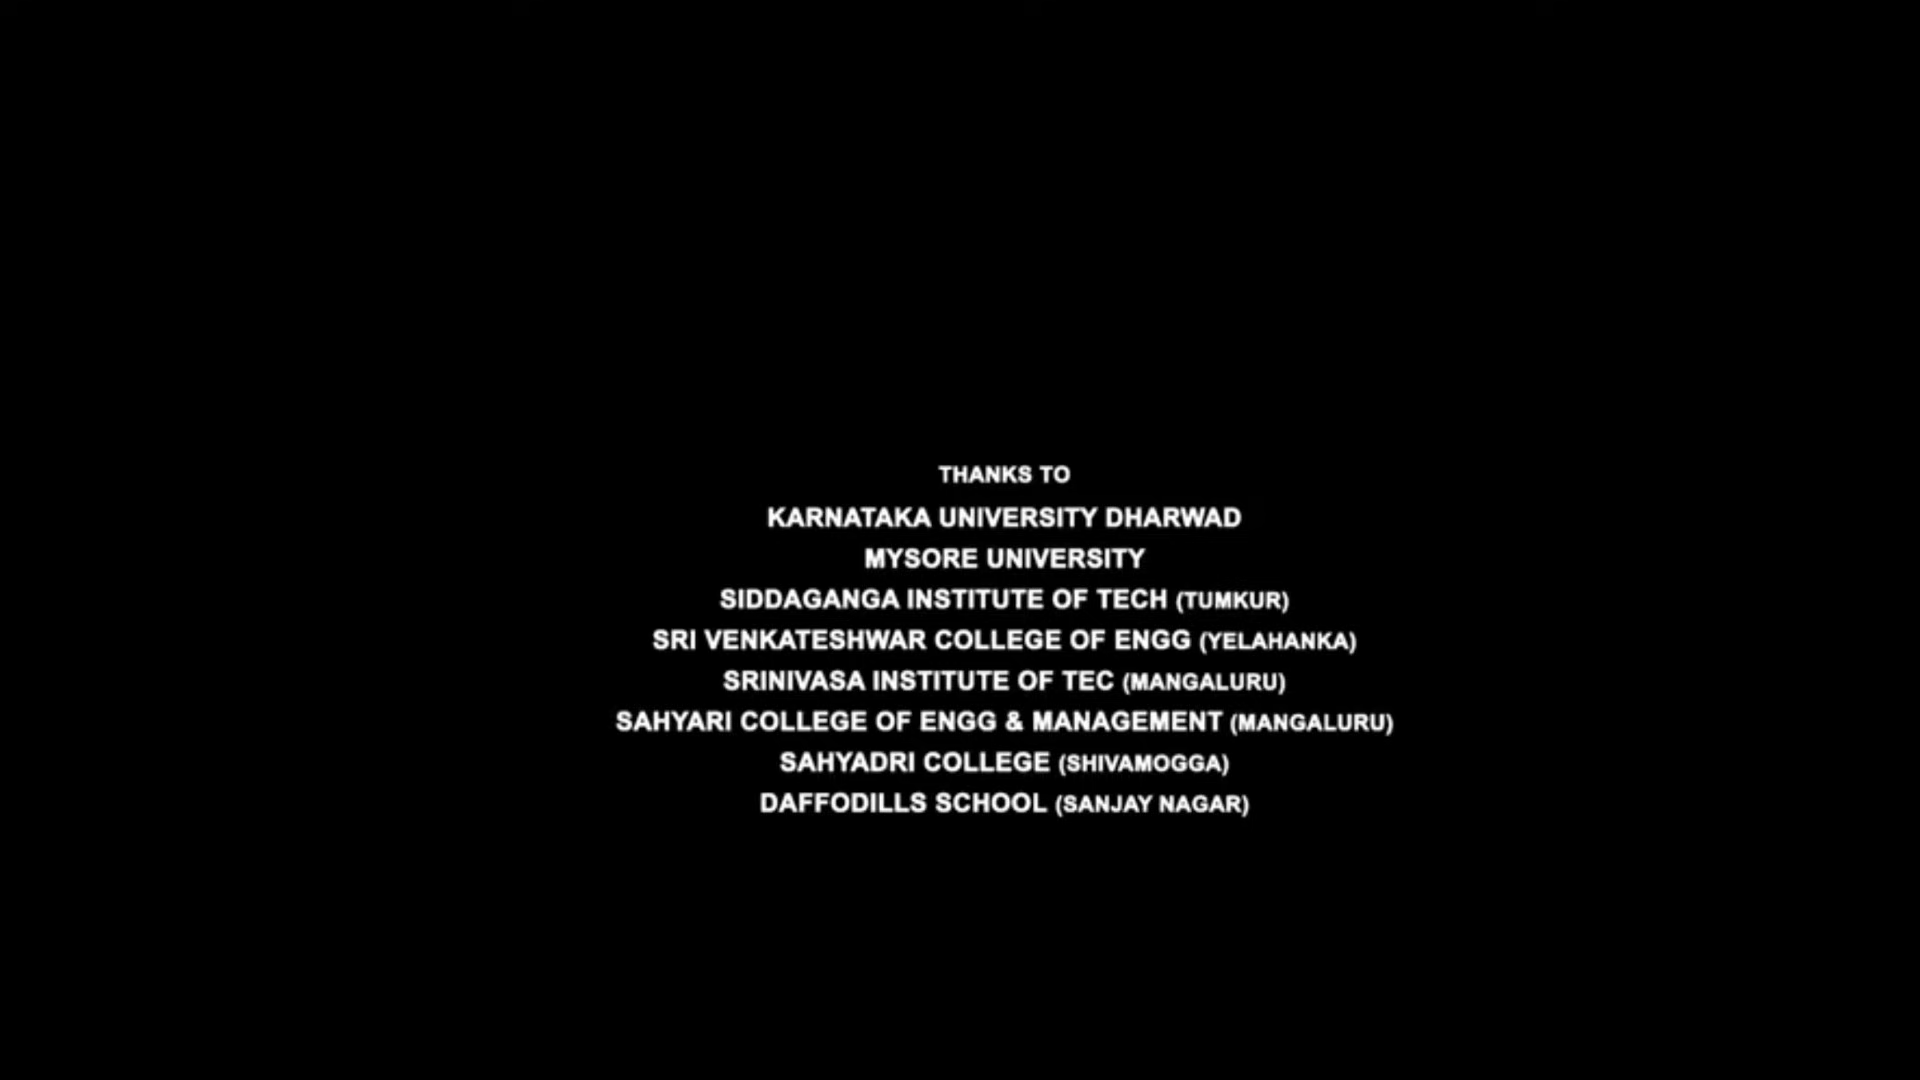 THANKS TO
KARNATAKA UNIVERSITY DHARWAD
MYSORE UNIVERSITY
SIDDAGANGA INSTITUTE OF TECH (TUMKUR)
SRI VENKATESHWAR COLLEGE OF ENGG (YELAHANKA)
SRINIVASA INSTITUTE OF TEC (MANGALURU)
SAHYARI COLLEGE OF ENGG & MANAGEMENT (MANGALURU)
SAHYADRI COLLEGE (SHIVAMOGGA)
DAFFODILLS SCHOOL (SANJAY NAGAR)